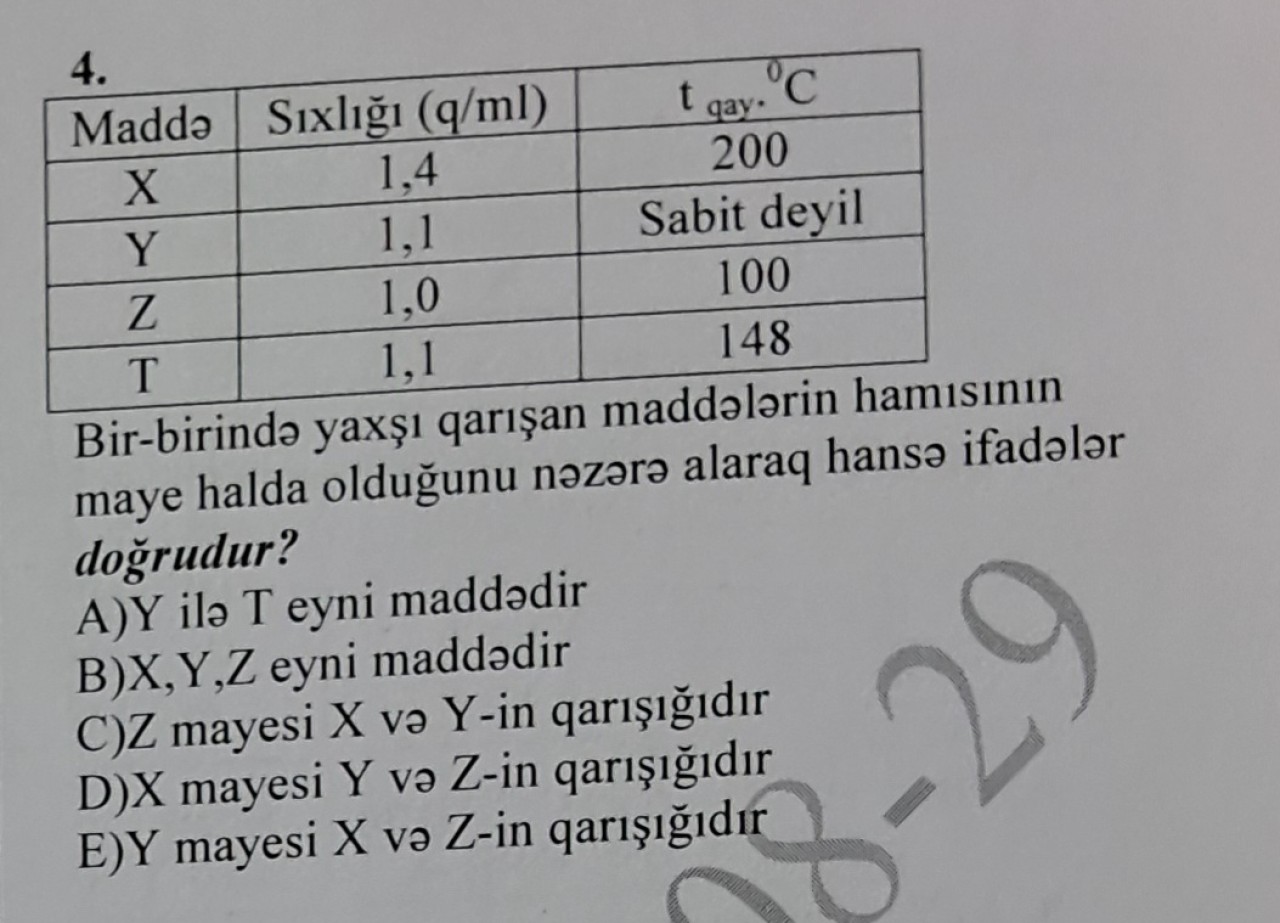 4.
Maddə Sıxlığı (q/ml) t qay. ⁰C
X 1,4 200
Y 1,1 Sabit deyil
Z 1,0 100
T 1,1 148
Bir-birində yaxşı qarışan maddələrin hamısının
maye halda olduğunu nəzərə alaraq hansə ifadələr
doğrudur?
A)Y ilə T eyni maddədir
B)X,Y,Z eyni maddədir
C)Z mayesi X və Y-in qarışığıdır
D)X mayesi Y və Z-in qarışığıdır
E)Y mayesi X və Z-in qarışığıdır
98-29